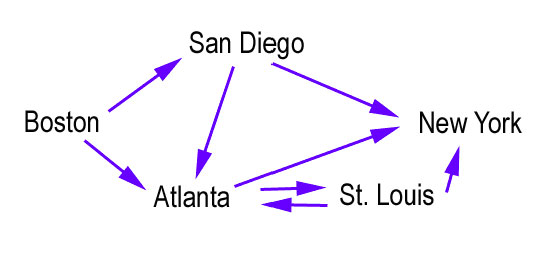 San Diego
Boston
New York
Atlanta
St. Louis